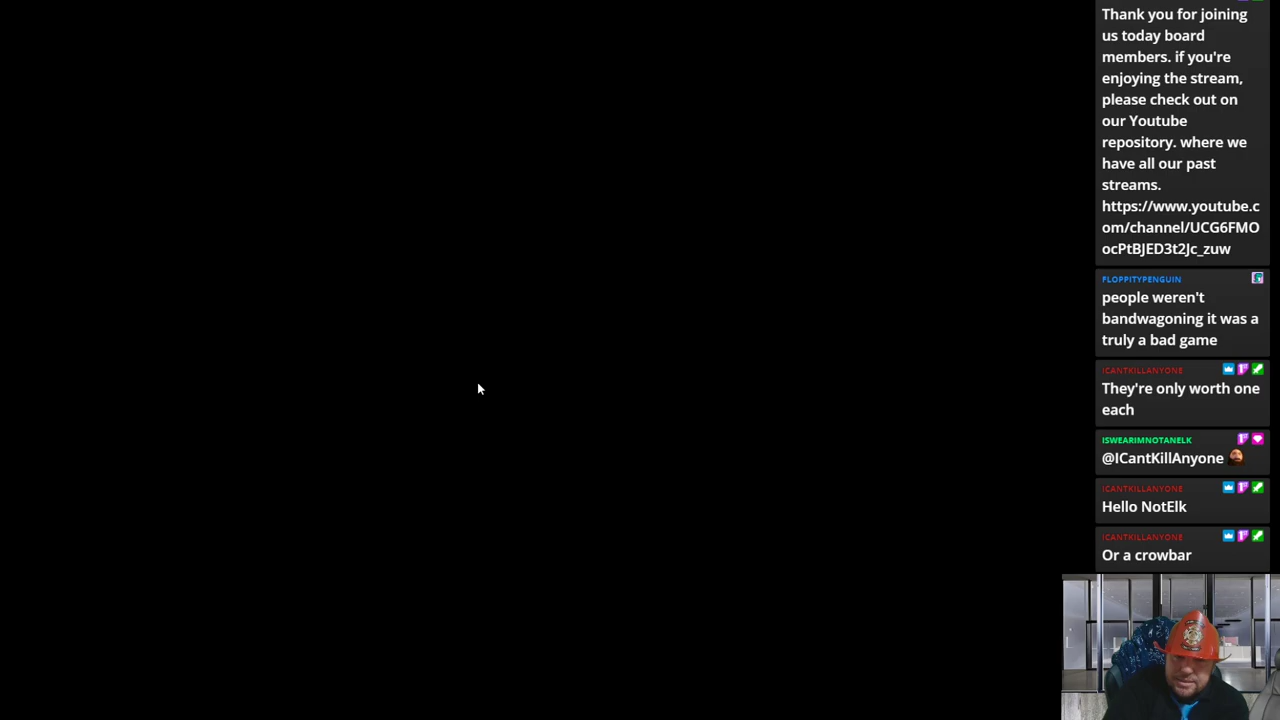 Thank you for joining
us today board
members. if you're
enjoying the stream,
please check out on
our Youtube
repository. where we
have all our past
streams.
https://www.youtube.c
om/channel/UCG6FMO
ocPtBJED3t2Jc_zuw
FLOPPITYPENGUIN
people weren't
bandwagoning it was a
truly a bad game
ICANTKILLANYONE
They're only worth one
each
ISWEARIMNOTANELK
@ICantKillAnyone
ICANTKILLANYONE
Hello NotElk
ICANTKILLANYONE
Or a crowbar